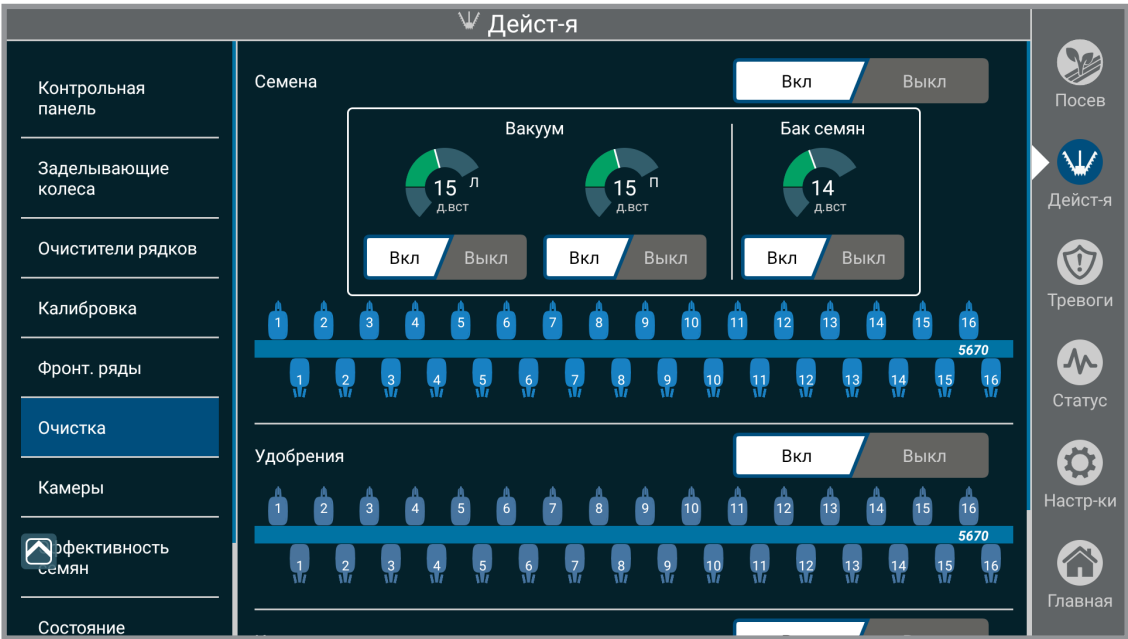 Дейст-я
Контрольная
панель
Заделывающие
колеса
Очистители рядков
Калибровка
Фронт. ряды
Очистка
Камеры
семян
Состояние
Семена
Вкл Выкл
Вакуум Бак семян
15 Л 15 П 14
д.вст д.вст д.вст
Вкл Выкл Вкл Выкл Вкл Выкл
1 2 3 4 5 6 7 8 9 10 11 12 13 14 15 16
5670
1 2 3 4 5 6 7 8 9 10 11 12 13 14 15 16
Удобрения
Вкл Выкл
1 2 3 4 5 6 7 8 9 10 11 12 13 14 15 16
5670
1 2 3 4 5 6 7 8 9 10 11 12 13 14 15 16
Посев
Дейст-я
Тревоги
Статус
Настр-ки
Главная